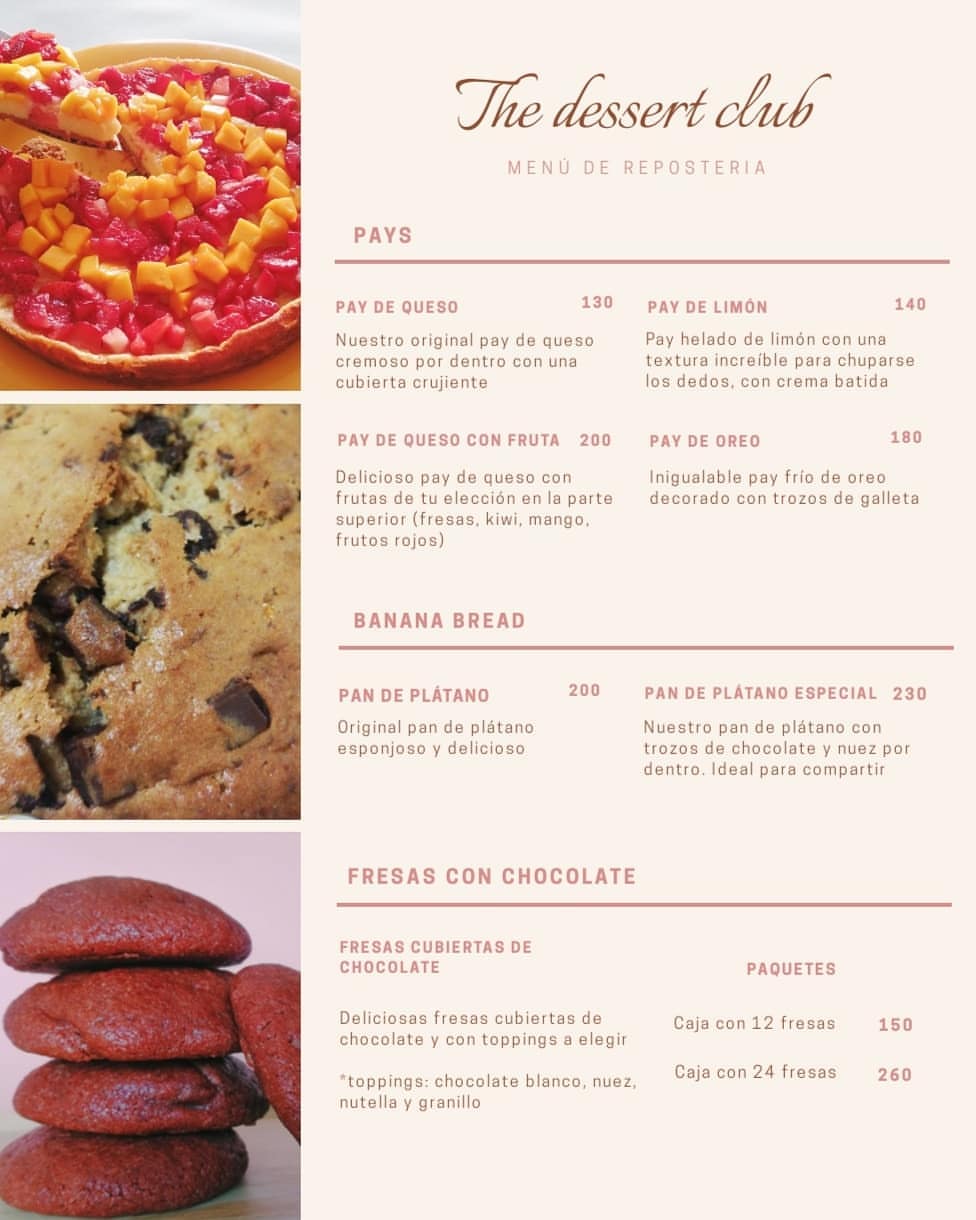 The dessert club
MENÚ DE REPOSTERIA
PAYS
PAY DE QUESO 130
Nuestro original pay de queso
cremoso por dentro con una
cubierta crujiente
PAY DE LIMÓN 140
Pay helado de limón con una
textura increíble para chuparse
los dedos, con crema batida
PAY DE QUESO CON FRUTA 200
Delicioso pay de queso con
frutas de tu elección en la parte
superior (fresas, kiwi, mango,
frutos rojos)
PAY DE OREO 180
Inigualable pay frío de oreo
decorado con trozos de galleta
BANANA BREAD
PAN DE PLÁTANO 200
Original pan de plátano
esponjoso y delicioso
PAN DE PLÁTANO ESPECIAL 230
Nuestro pan de plátano con
trozos de chocolate y nuez por
dentro. Ideal para compartir
FRESAS CON CHOCOLATE
FRESAS CUBIERTAS DE
CHOCOLATE
Deliciosas fresas cubiertas de
chocolate y con toppings a elegir
*toppings: chocolate blanco, nuez,
nutella y granillo
PAQUETES
Caja con 12 fresas 150
Caja con 24 fresas 260